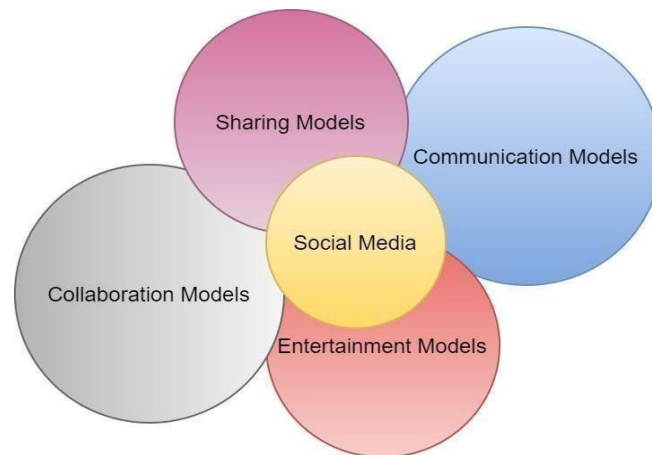 Sharing Models
Communication Models
Social Media
Collaboration Models
Entertainment Models